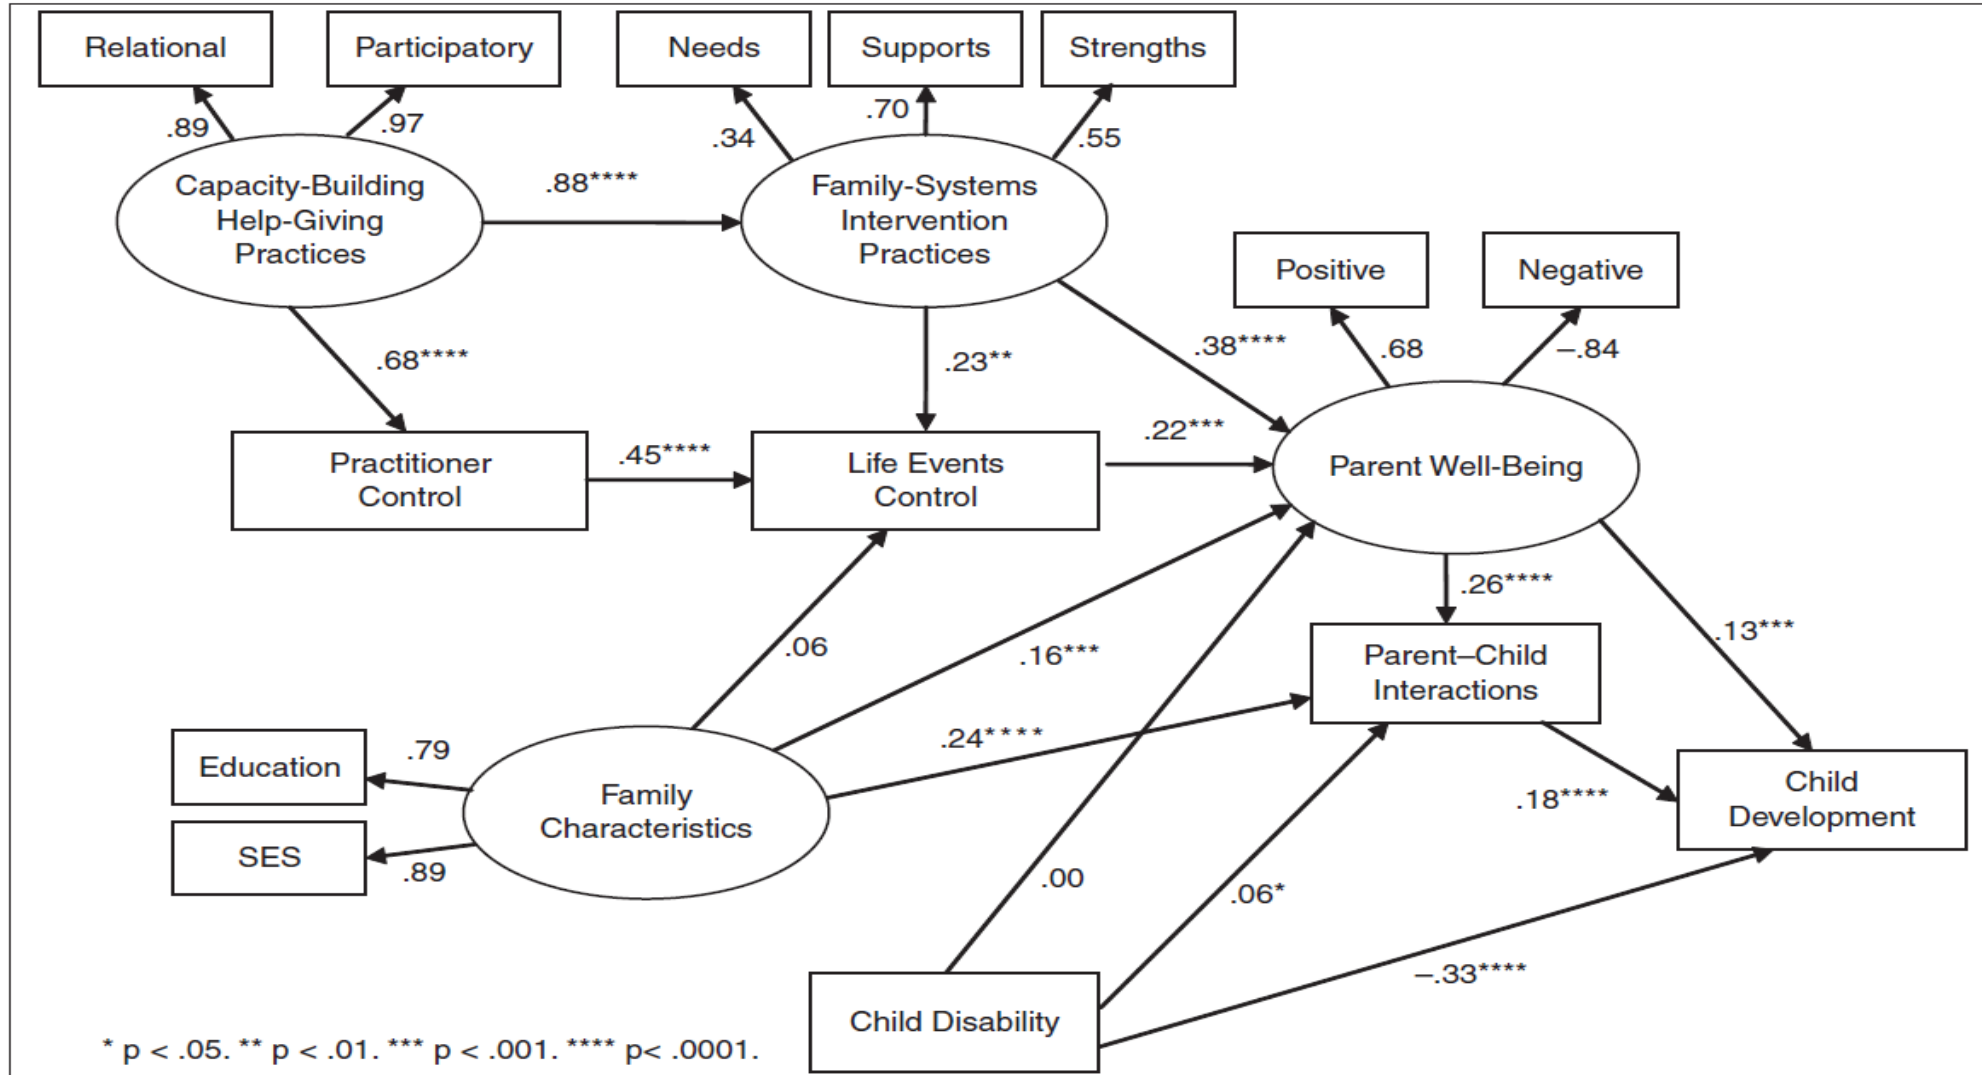 Relational
Participatory
Needs
Supports
Strengths
.89
.97
.34
.70
.55
Capacity-Building
Help-Giving
Practices
.88****
Family-Systems
Intervention
Practices
Positive
Negative
.68****
.23**
.38****
.68
–.84
Practitioner
Control
.45****
Life Events
Control
.22***
Parent Well-Being
.26****
.13***
.06
.16***
Parent–Child
Interactions
.24****
Education
.79
SES
.89
Family
Characteristics
.18****
Child
Development
.00
.06*
–.33****
Child Disability
* p < .05. ** p < .01. *** p < .001. **** p< .0001.